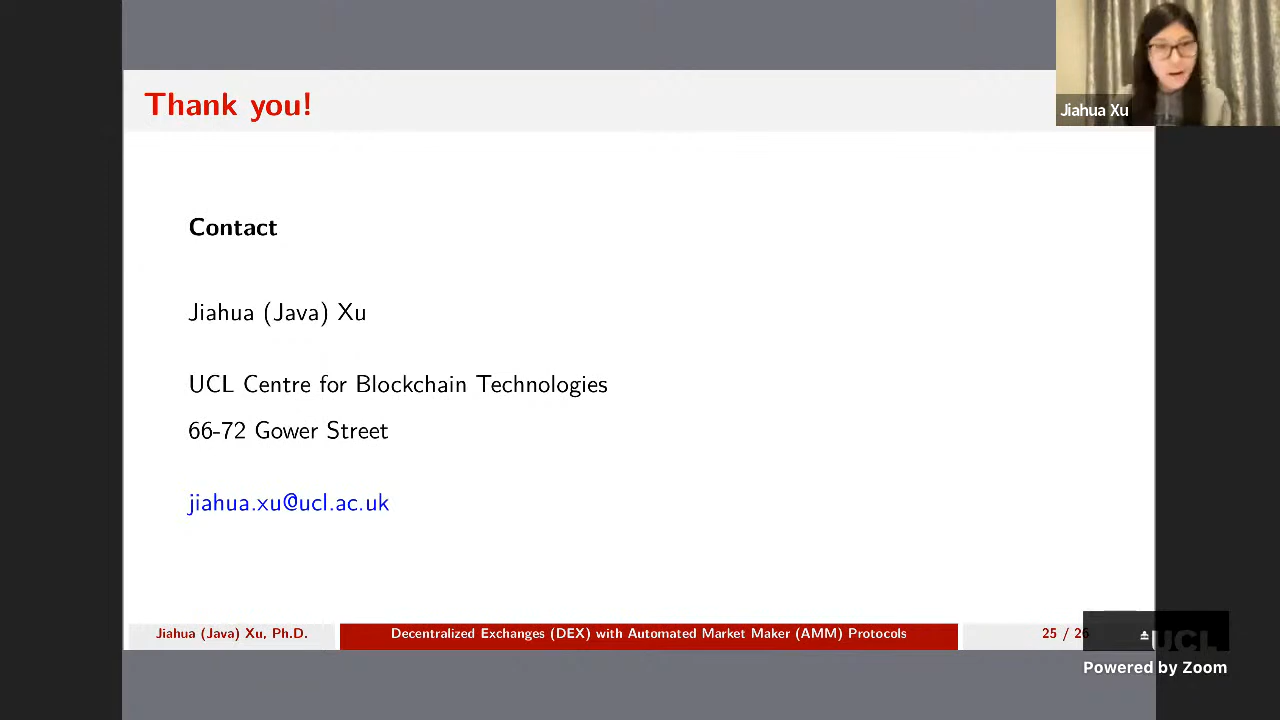 Thank you!
Jiahua Xu
Contact
Jiahua (Java) Xu
UCL Centre for Blockchain Technologies
66-72 Gower Street
jiahua.xu@ucl.ac.uk
Jiahua (Java) Xu, Ph.D.
Decentralized Exchanges (DEX) with Automated Market Maker (AMM) Protocols
25 / 26
UCL
Powered by Zoom